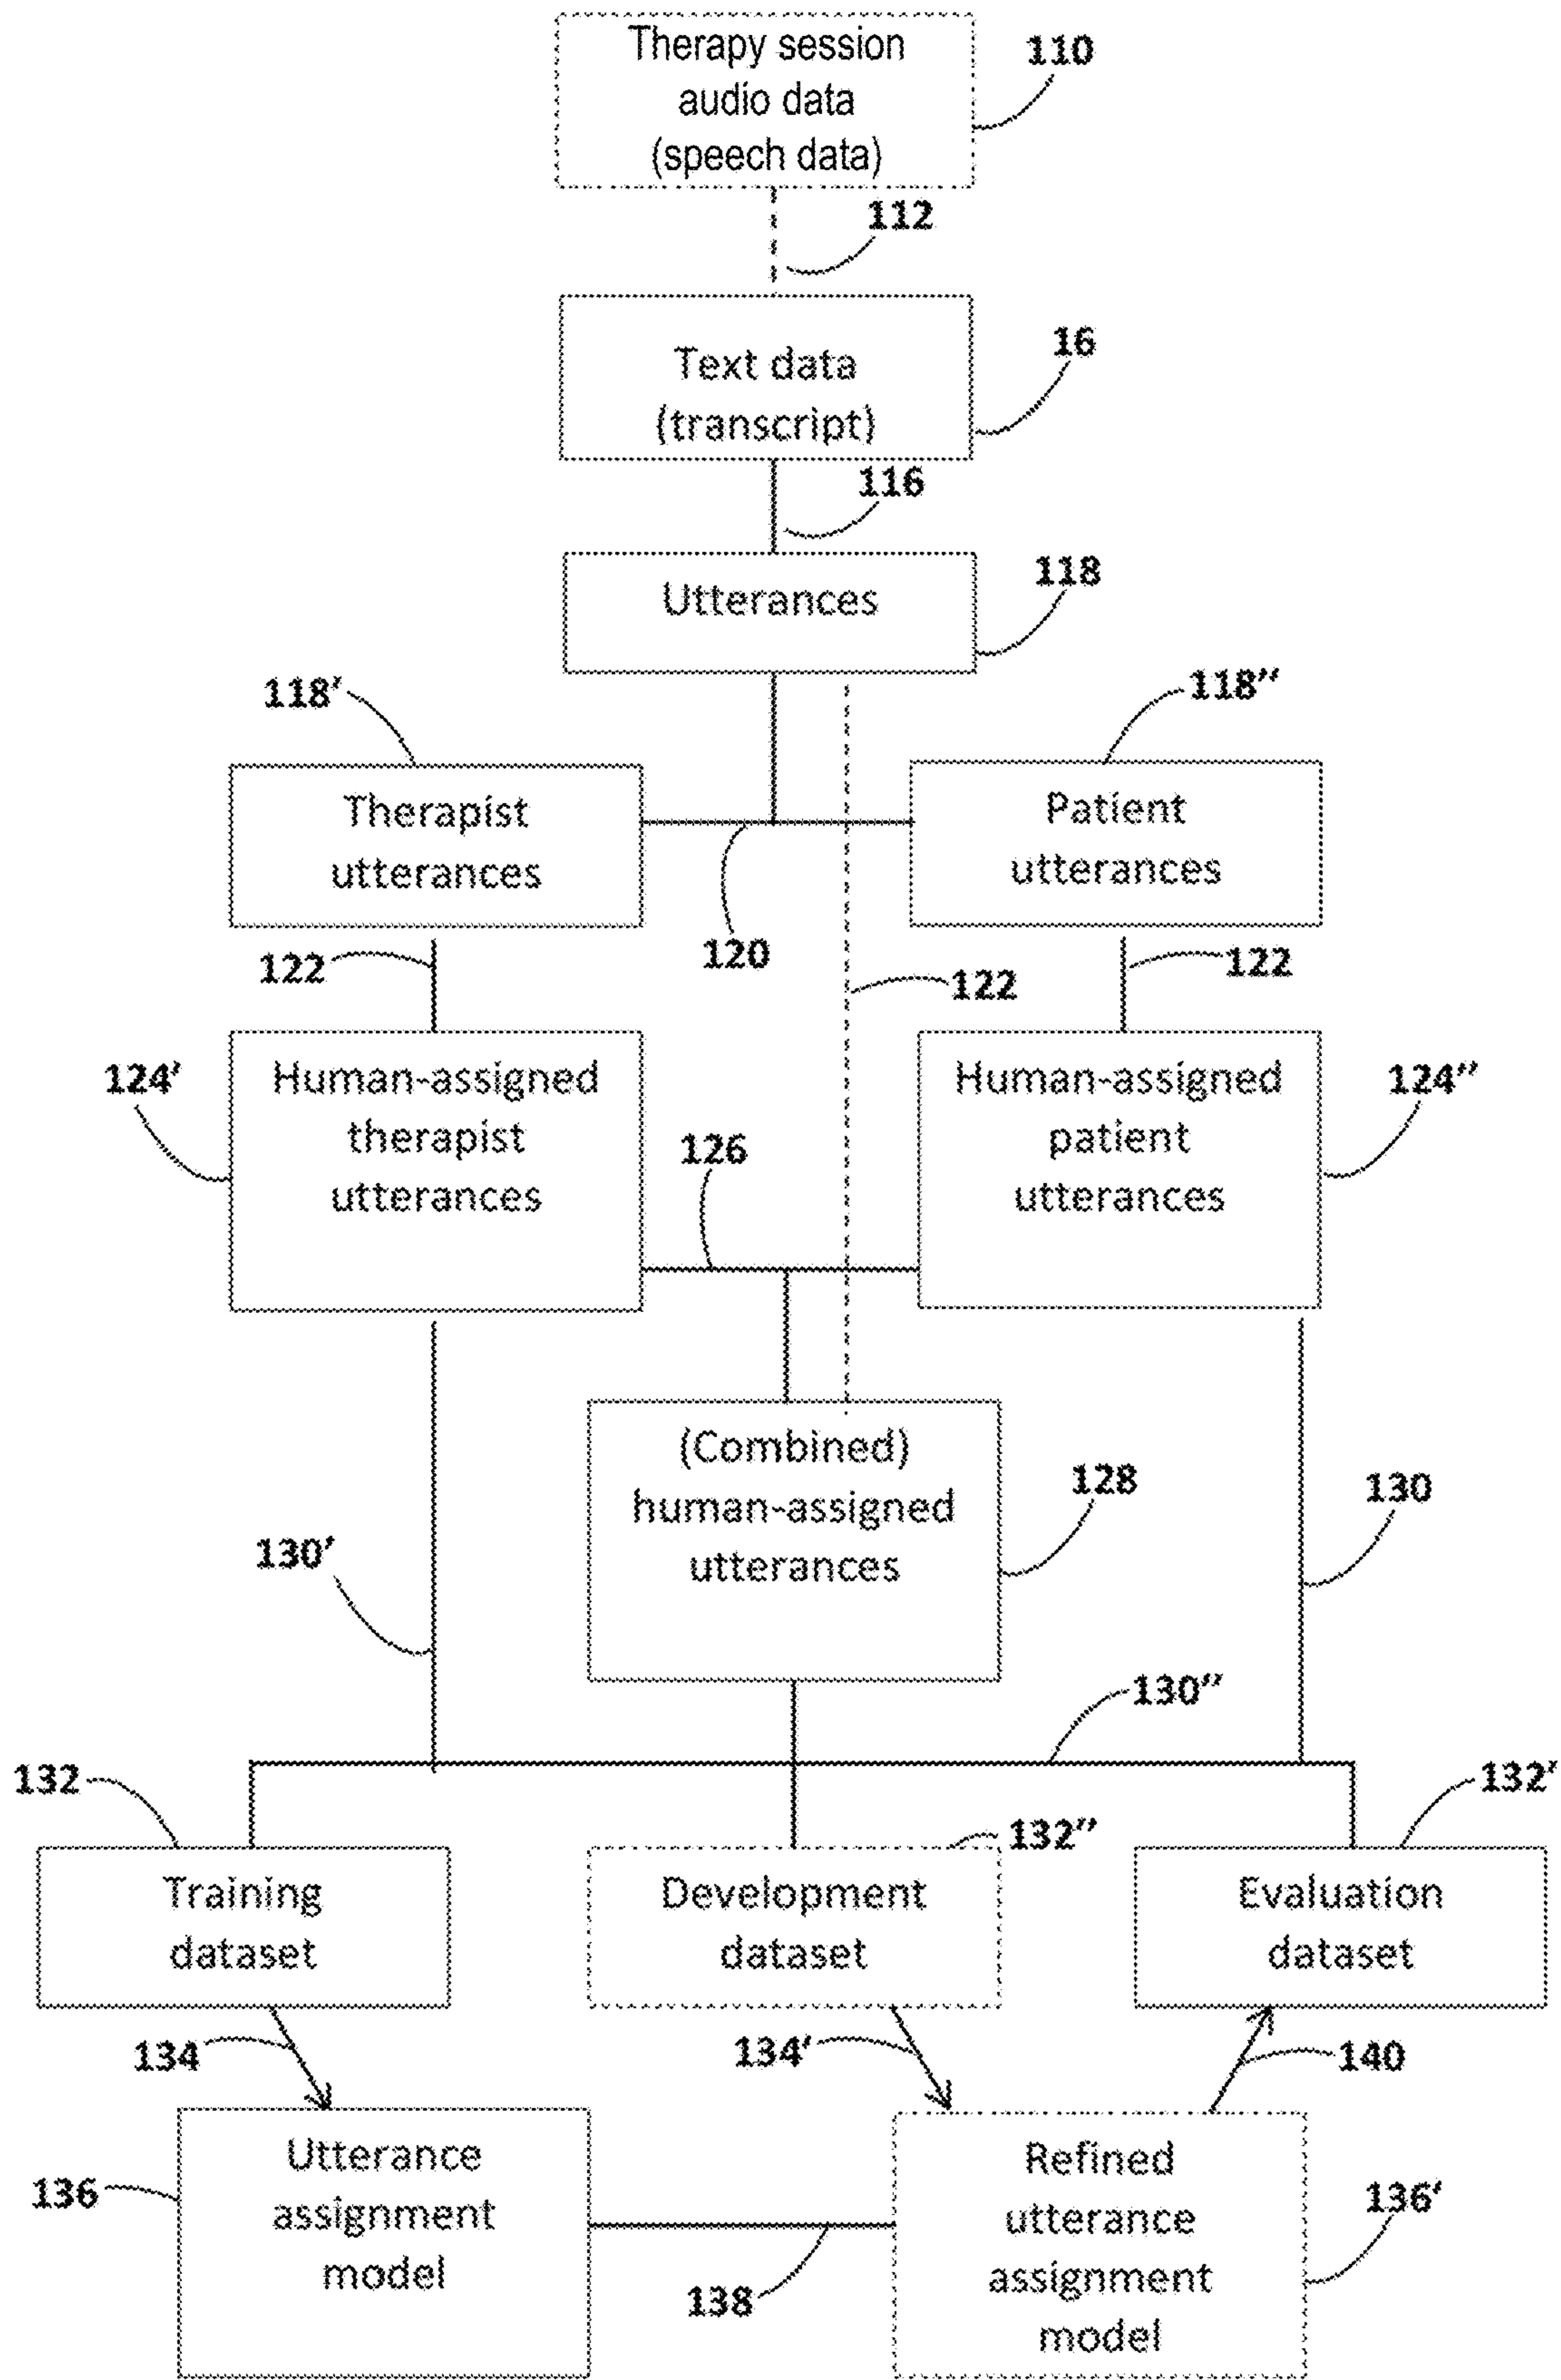 Therapy session
audio data
(speech data)
110
112
Text data
(transcript)
16
116
Utterances
118
118'
118"
Therapist
utterances
Patient
utterances
120
122
122
122
Human-assigned
therapist
utterances
124'
Human-assigned
patient
utterances
124"
126
(Combined)
human-assigned
utterances
128
130
130'
130"
132
132"
132'
Training
dataset
Development
dataset
Evaluation
dataset
134
134'
140
Utterance
assignment
model
136
Refined
utterance
assignment
model
136'
138